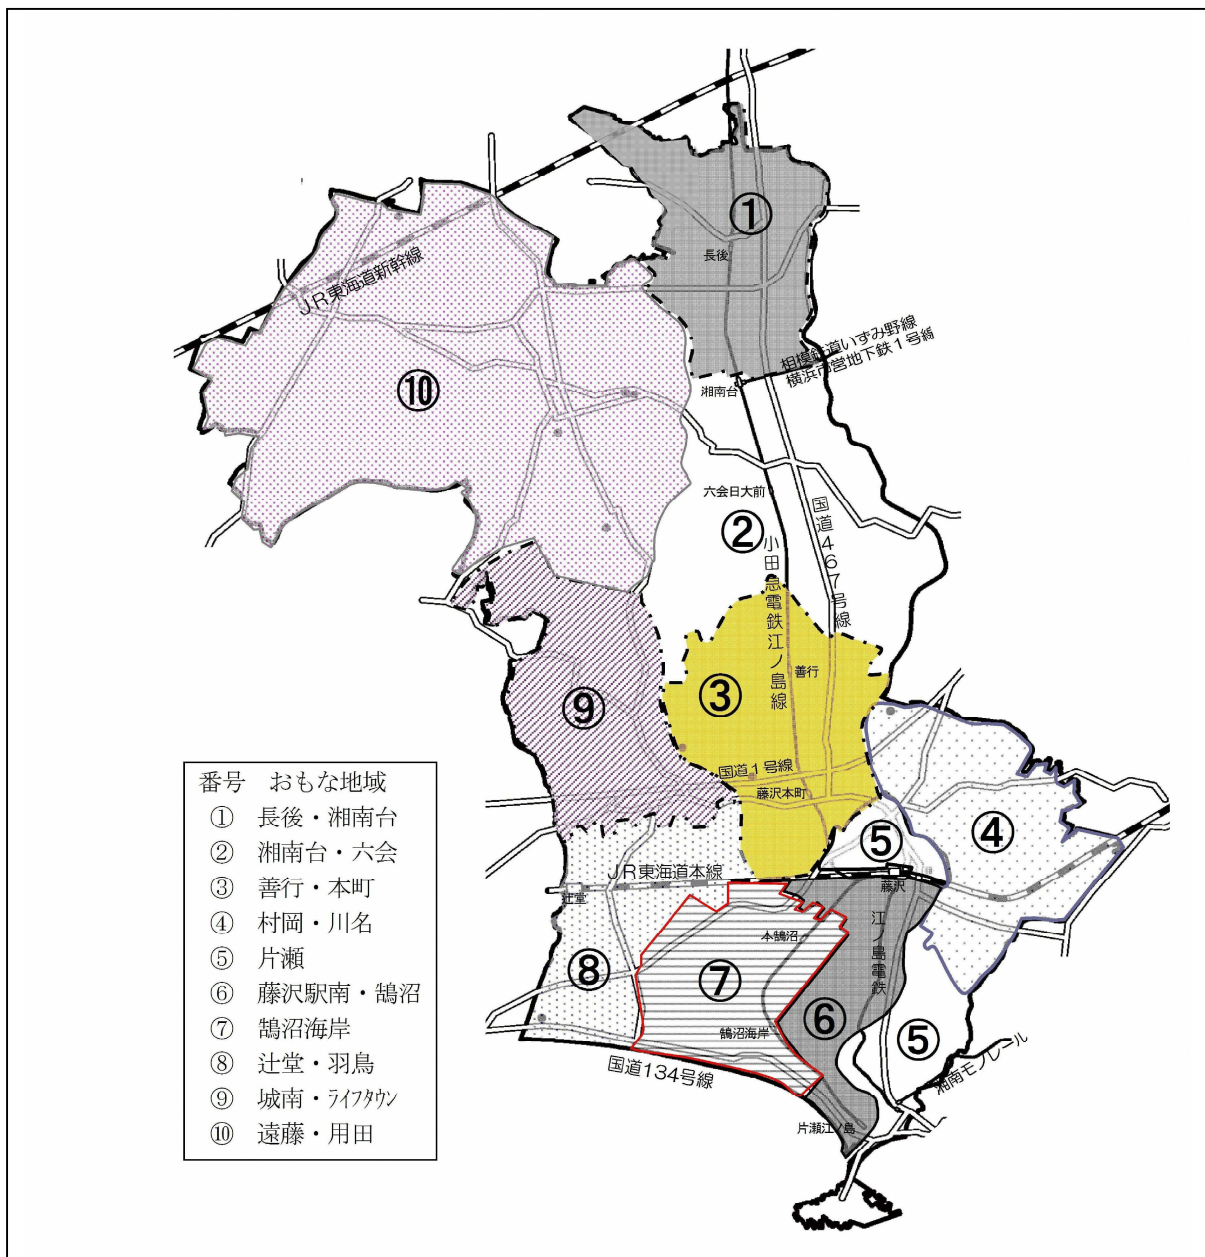 ①
長後
JR東海道新幹線
相模鉄道いずみ野線
横浜市営地下鉄1号線
湘南台
⑩
六会日大前
②
国道467号線
小田急電鉄江ノ島線
善行
③
⑨
国道1号線
藤沢本町
④
⑤
JR東海道本線
藤沢
辻堂
本鵠沼
江ノ島電鉄
⑧
⑦
⑥
鵠沼海岸
⑤
湘南モノレール
国道134号線
片瀬江ノ島
番号 おもな地域
① 長後・湘南台
② 湘南台・六会
③ 善行・本町
④ 村岡・川名
⑤ 片瀬
⑥ 藤沢駅南・鵠沼
⑦ 鵠沼海岸
⑧ 辻堂・羽鳥
⑨ 城南・ライフタウン
⑩ 遠藤・用田